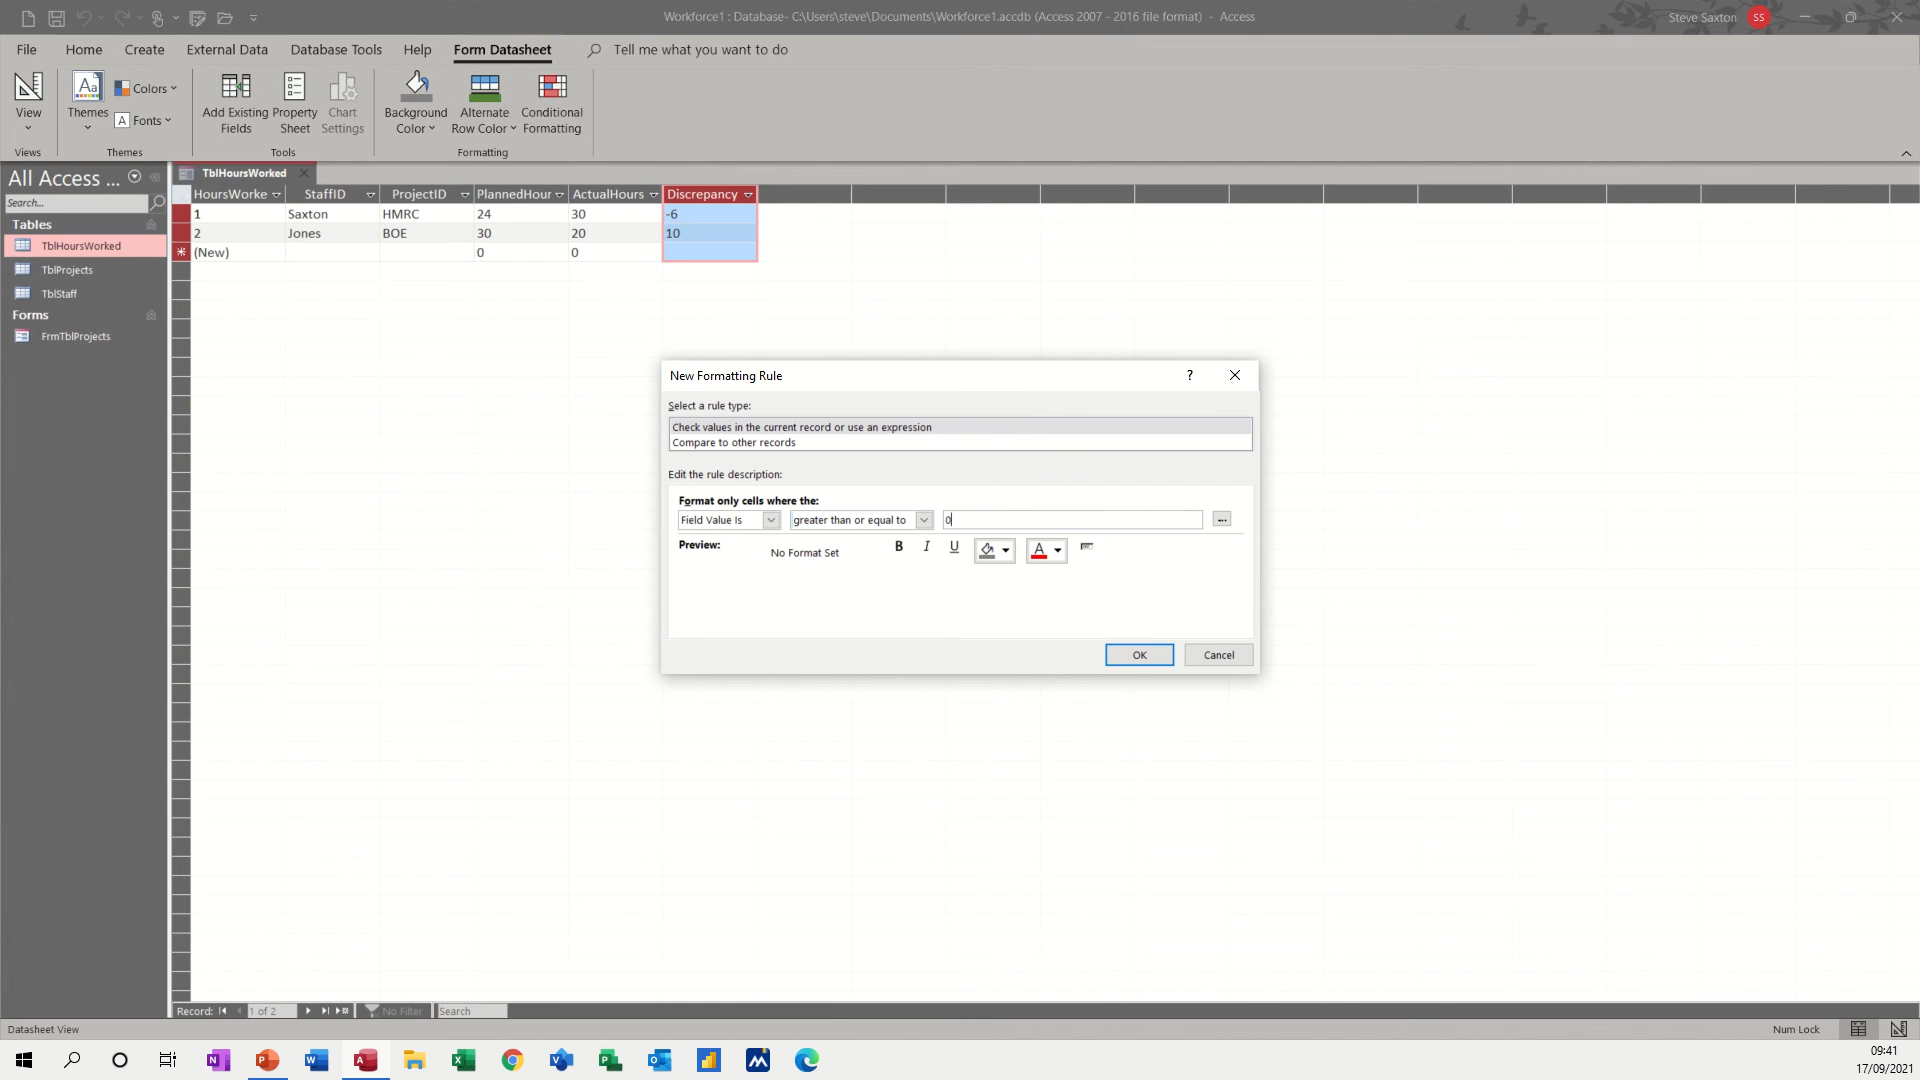 Workforce1 : Database- C:\Users\steve\Documents\Workforce1.accdb (Access 2007 - 2016 file format) - Access
Steve Saxton SS
File Home Create External Data Database Tools Help Form Datasheet Tell me what you want to do
View
Views
Aa
Themes
Colors
A Fonts
Themes
Add Existing Fields
Property Sheet
Chart Settings
Tools
Background Color
Alternate Row Color
Conditional Formatting
Formatting
All Access ...
Search...
Tables
TblHoursWorked
TblProjects
TblStaff
Forms
FrmTblProjects
TblHoursWorked
HoursWorke StaffID ProjectID PlannedHour ActualHours Discrepancy
1 Saxton HMRC 24 30 -6
2 Jones BOE 30 20 10
(New) 0 0
New Formatting Rule ?
Select a rule type:
Check values in the current record or use an expression
Compare to other records
Edit the rule description:
Format only cells where the:
Field Value Is greater than or equal to 0 ...
Preview: No Format Set B I U A
OK Cancel
Record: 1 of 2 No Filter Search
Datasheet View Num Lock
N P W A X V P O
09:41
17/09/2021